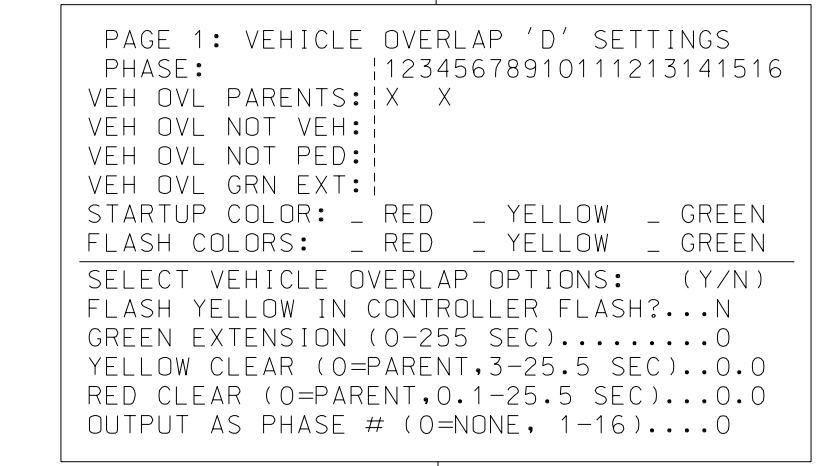 PAGE 1: VEHICLE OVERLAP 'D' SETTINGS
PHASE: |12345678910111213141516
VEH OVL PARENTS:|X  X
VEH OVL NOT VEH:|
VEH OVL NOT PED:|
VEH OVL GRN EXT:|
STARTUP COLOR: _ RED _ YELLOW _ GREEN
FLASH COLORS: _ RED _ YELLOW _ GREEN
SELECT VEHICLE OVERLAP OPTIONS: (Y/N)
FLASH YELLOW IN CONTROLLER FLASH?...N
GREEN EXTENSION (0-255 SEC).........0
YELLOW CLEAR (0=PARENT,3-25.5 SEC)..0.0
RED CLEAR (0=PARENT,0.1-25.5 SEC)...0.0
OUTPUT AS PHASE # (0=NONE, 1-16)....0